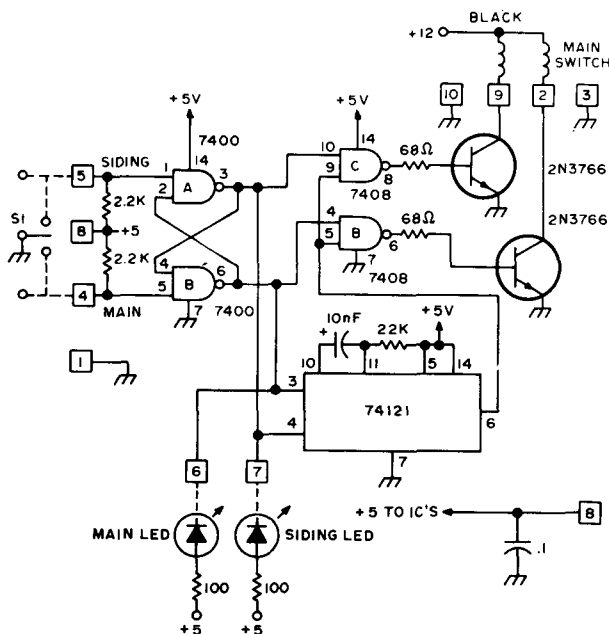 BLACK
+12
MAIN
SWITCH
10
9
2
3
+5V
7400
14
+5V
14
SIDING
5
1
2
A
3
10
9
C
8
68Ω
7408
2N3766
S1
2.2K
8
+5
2.2K
4
5
B
6
7
7400
4
MAIN
4
5
B
6
7
7408
68Ω
2N3766
1
+
10nF
22K
+5V
10
11
5
14
3
4
74121
6
7
6
7
MAIN LED
SIDING LED
100
100
+5
+5
+5 TO IC'S
8
.1